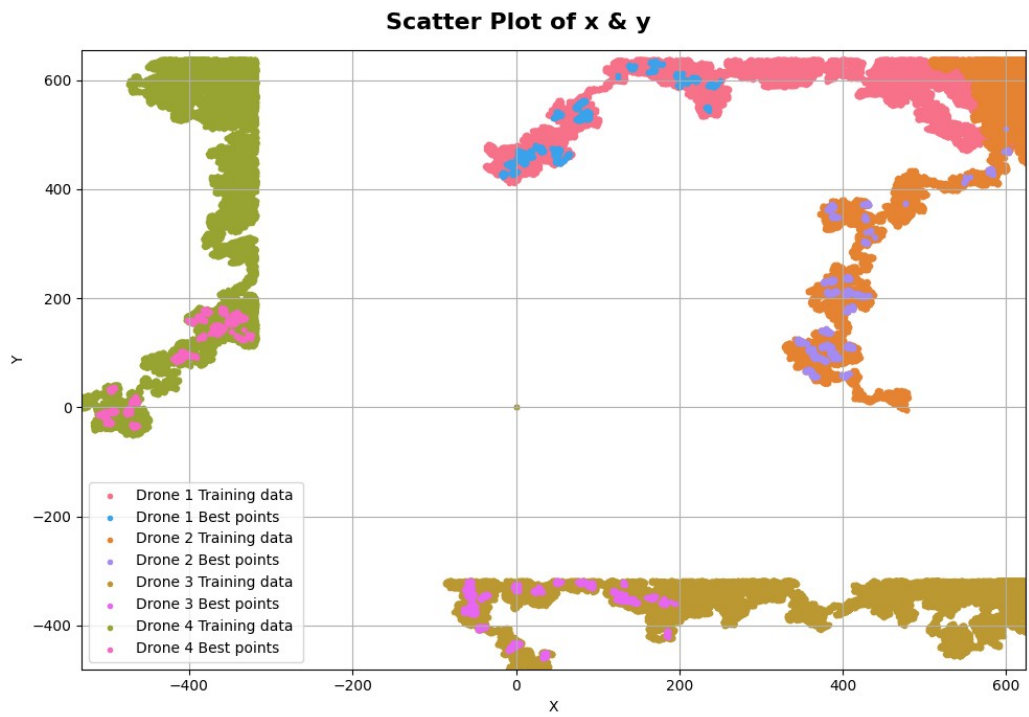 Scatter Plot of x & y
600
400
200
0
−200
−400
Y
Drone 1 Training data
Drone 1 Best points
Drone 2 Training data
Drone 2 Best points
Drone 3 Training data
Drone 3 Best points
Drone 4 Training data
Drone 4 Best points
−400
−200
0
200
400
600
X